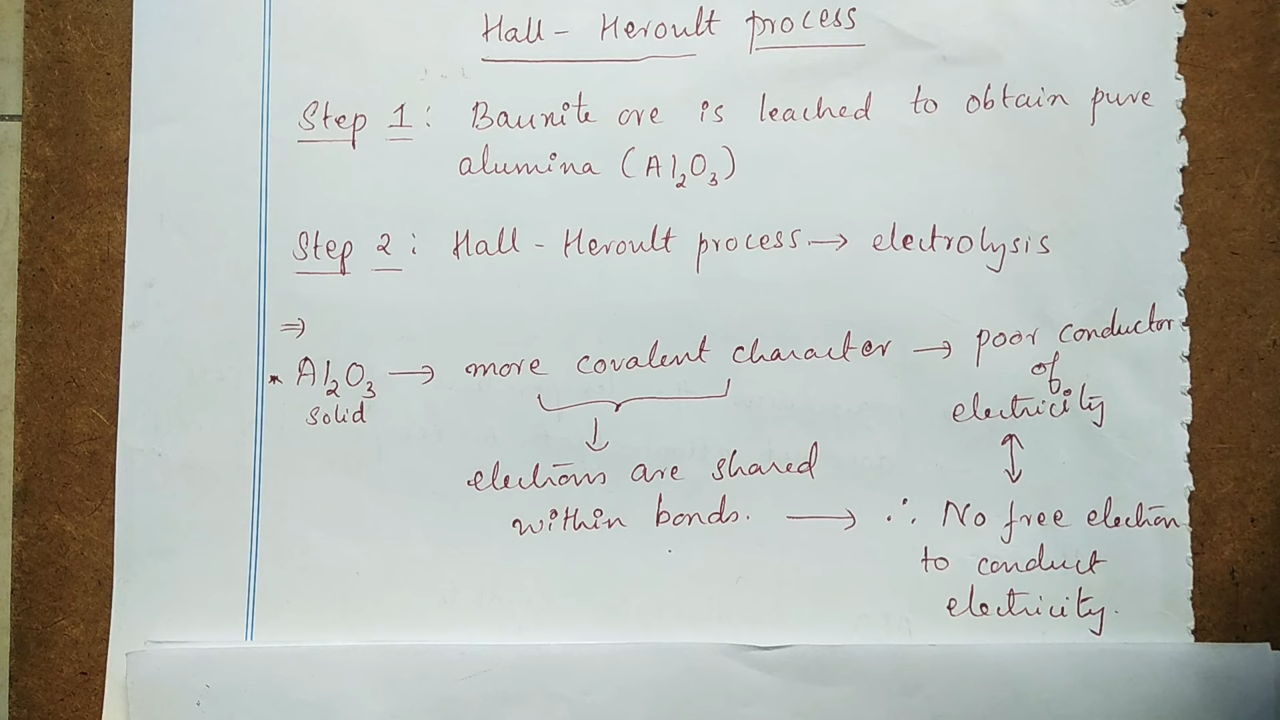 Hall - Heroult process
Step 1: Bauxite ore is leached to obtain pure
alumina (Al₂O₃)
Step 2: Hall - Heroult process → electrolysis
⇒
* Al₂O₃ → more covalent character → poor conductor
solid
of
electricity
↓
↕
electrons are shared
within bonds. → ∴ No free electron
to conduct
electricity.